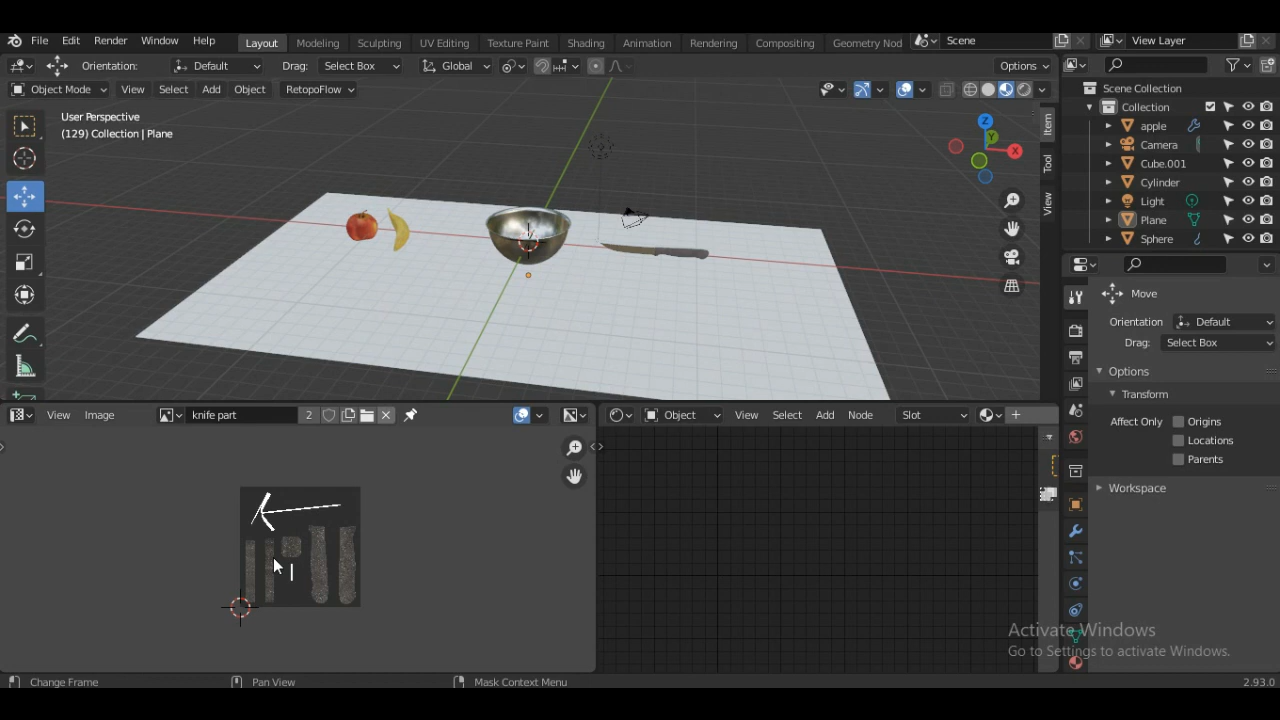 File Edit Render Window Help Layout Modeling Sculpting UV Editing Texture Paint Shading Animation Rendering Compositing Geometry Nod Scene View Layer
Orientation: Default Drag: Select Box Global Options
Object Mode View Select Add Object RetopoFlow
User Perspective
(129) Collection | Plane
Z
Y
X
Item
Tool
View
Scene Collection
Collection
apple
Camera
Cube.001
Cylinder
Light
Plane
Sphere
Move
Orientation Default
Drag: Select Box
Options
Transform
Affect Only Origins
Locations
Parents
Workspace
View Image knife part 2
Object View Select Add Node Slot
Activate Windows
Go to Settings to activate Windows.
Change Frame Pan View Mask Context Menu 2.93.0